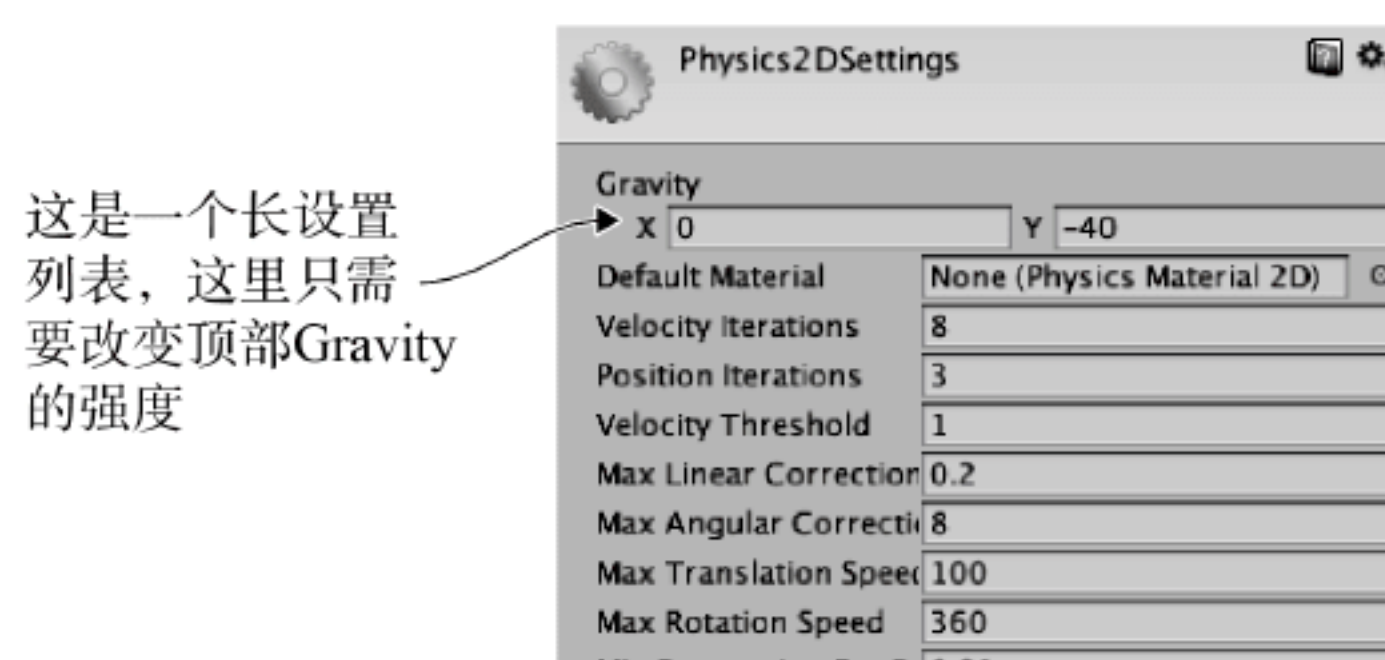 Physics2DSettings
Gravity
X 0 Y -40
这是一个长设置
列表，这里只需
要改变顶部Gravity
的强度
Default Material None (Physics Material 2D)
Velocity Iterations 8
Position Iterations 3
Velocity Threshold 1
Max Linear Correction 0.2
Max Angular Correcti 8
Max Translation Speed 100
Max Rotation Speed 360